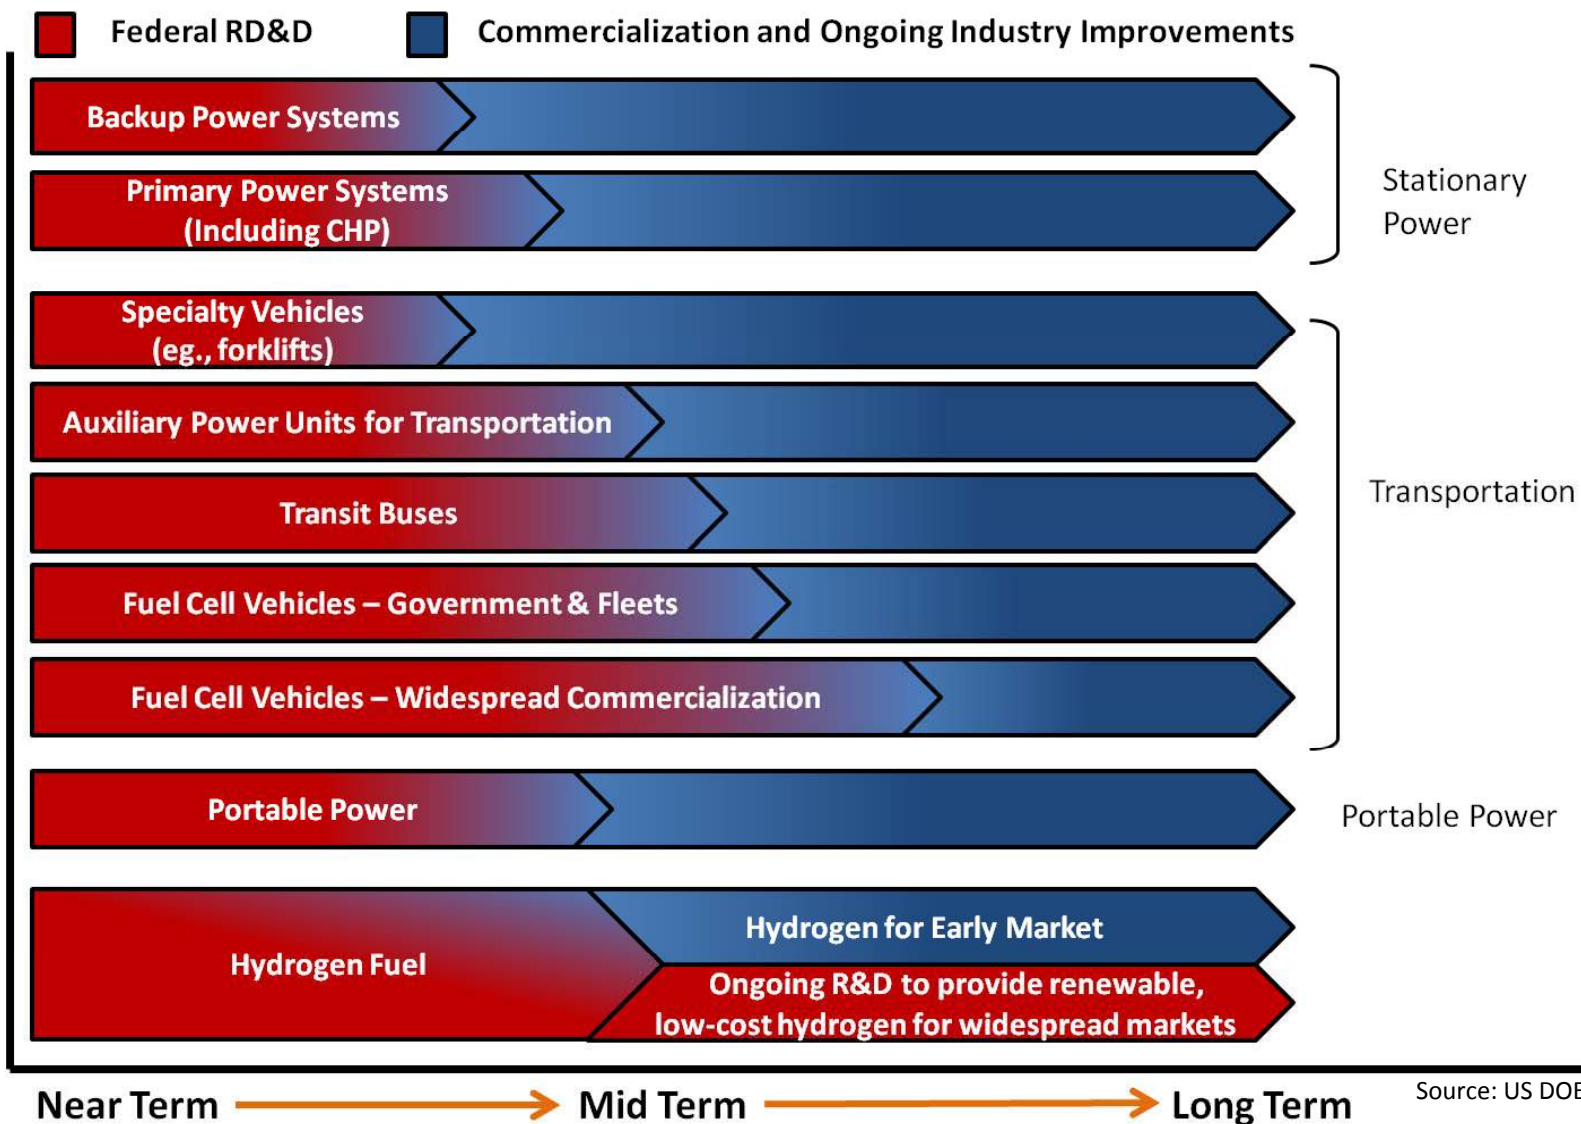 Federal RD&D
Commercialization and Ongoing Industry Improvements
Backup Power Systems
Primary Power Systems
(Including CHP)
Stationary
Power
Specialty Vehicles
(eg., forklifts)
Auxiliary Power Units for Transportation
Transit Buses
Transportation
Fuel Cell Vehicles – Government & Fleets
Fuel Cell Vehicles – Widespread Commercialization
Portable Power
Portable Power
Hydrogen Fuel
Hydrogen for Early Market
Ongoing R&D to provide renewable,
low-cost hydrogen for widespread markets
Near Term
Mid Term
Long Term
Source: US DOE